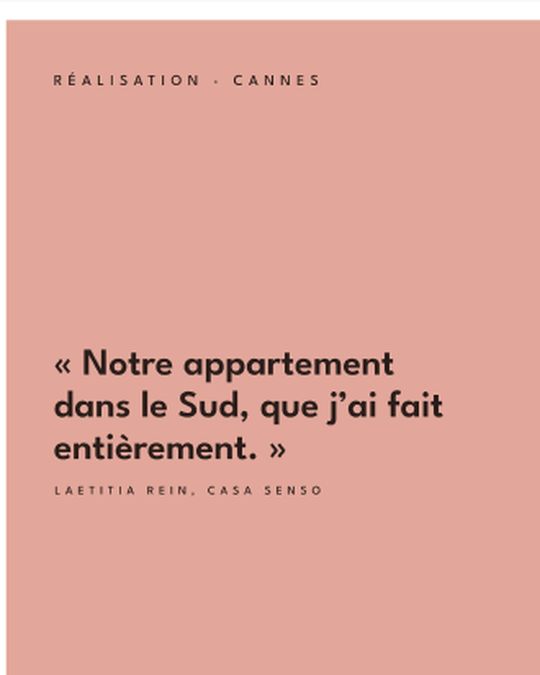 RÉALISATION · CANNES
« Notre appartement
dans le Sud, que j’ai fait
entièrement. »
LAETITIA REIN, CASA SENSO